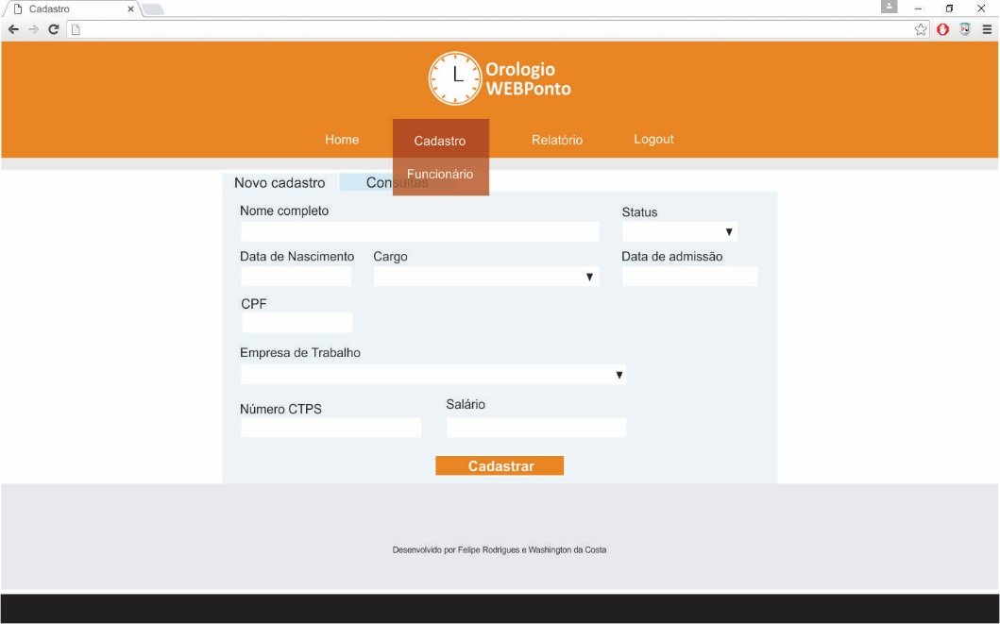 Cadastro
Orologio
WEBPonto
Home
Cadastro
Relatório
Logout
Funcionário
Novo cadastro
Consultas
Nome completo
Status
Data de Nascimento
Cargo
Data de admissão
CPF
Empresa de Trabalho
Número CTPS
Salário
Cadastrar
Desenvolvido por Felipe Rodrigues e Washington da Costa